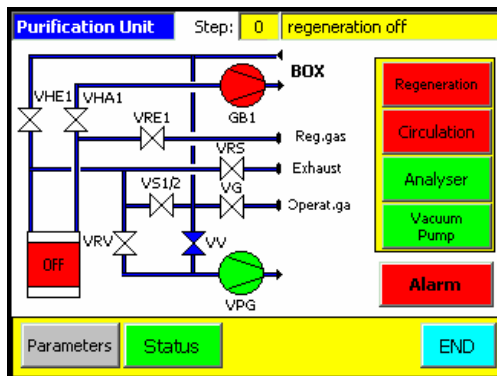 Purification Unit Step: 0 regeneration off
BOX
VHE1 VHA1
GB1
VRE1
Reg.gas
VRS
Exhaust
VS1/2 VG
Operat.ga
VRV VV
OFF
VPG
Regeneration
Circulation
Analyser
Vacuum
Pump
Alarm
Parameters Status END